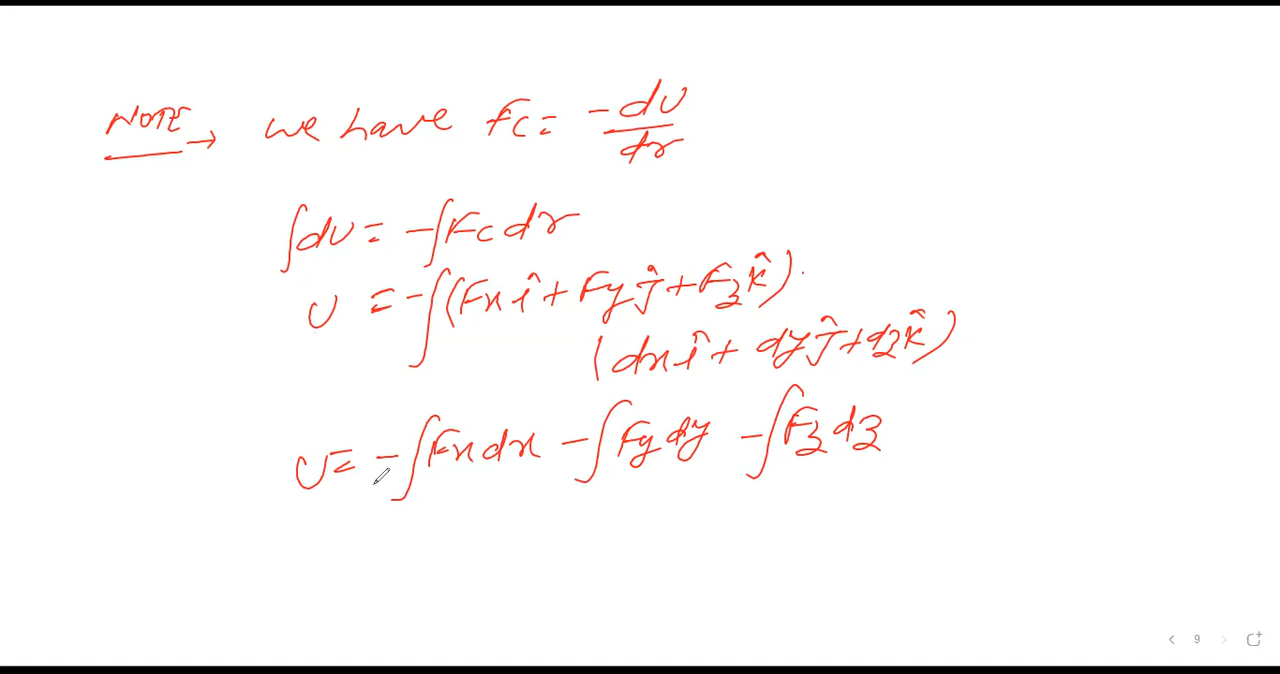 NOTE → we have Fc = -dU/dr
∫dU = -∫Fc dr
U = -∫(Fx î + Fy ĵ + Fz k̂).
(dx î + dy ĵ + dz k̂)
U = -∫Fx dx - ∫Fy dy - ∫Fz dz
9